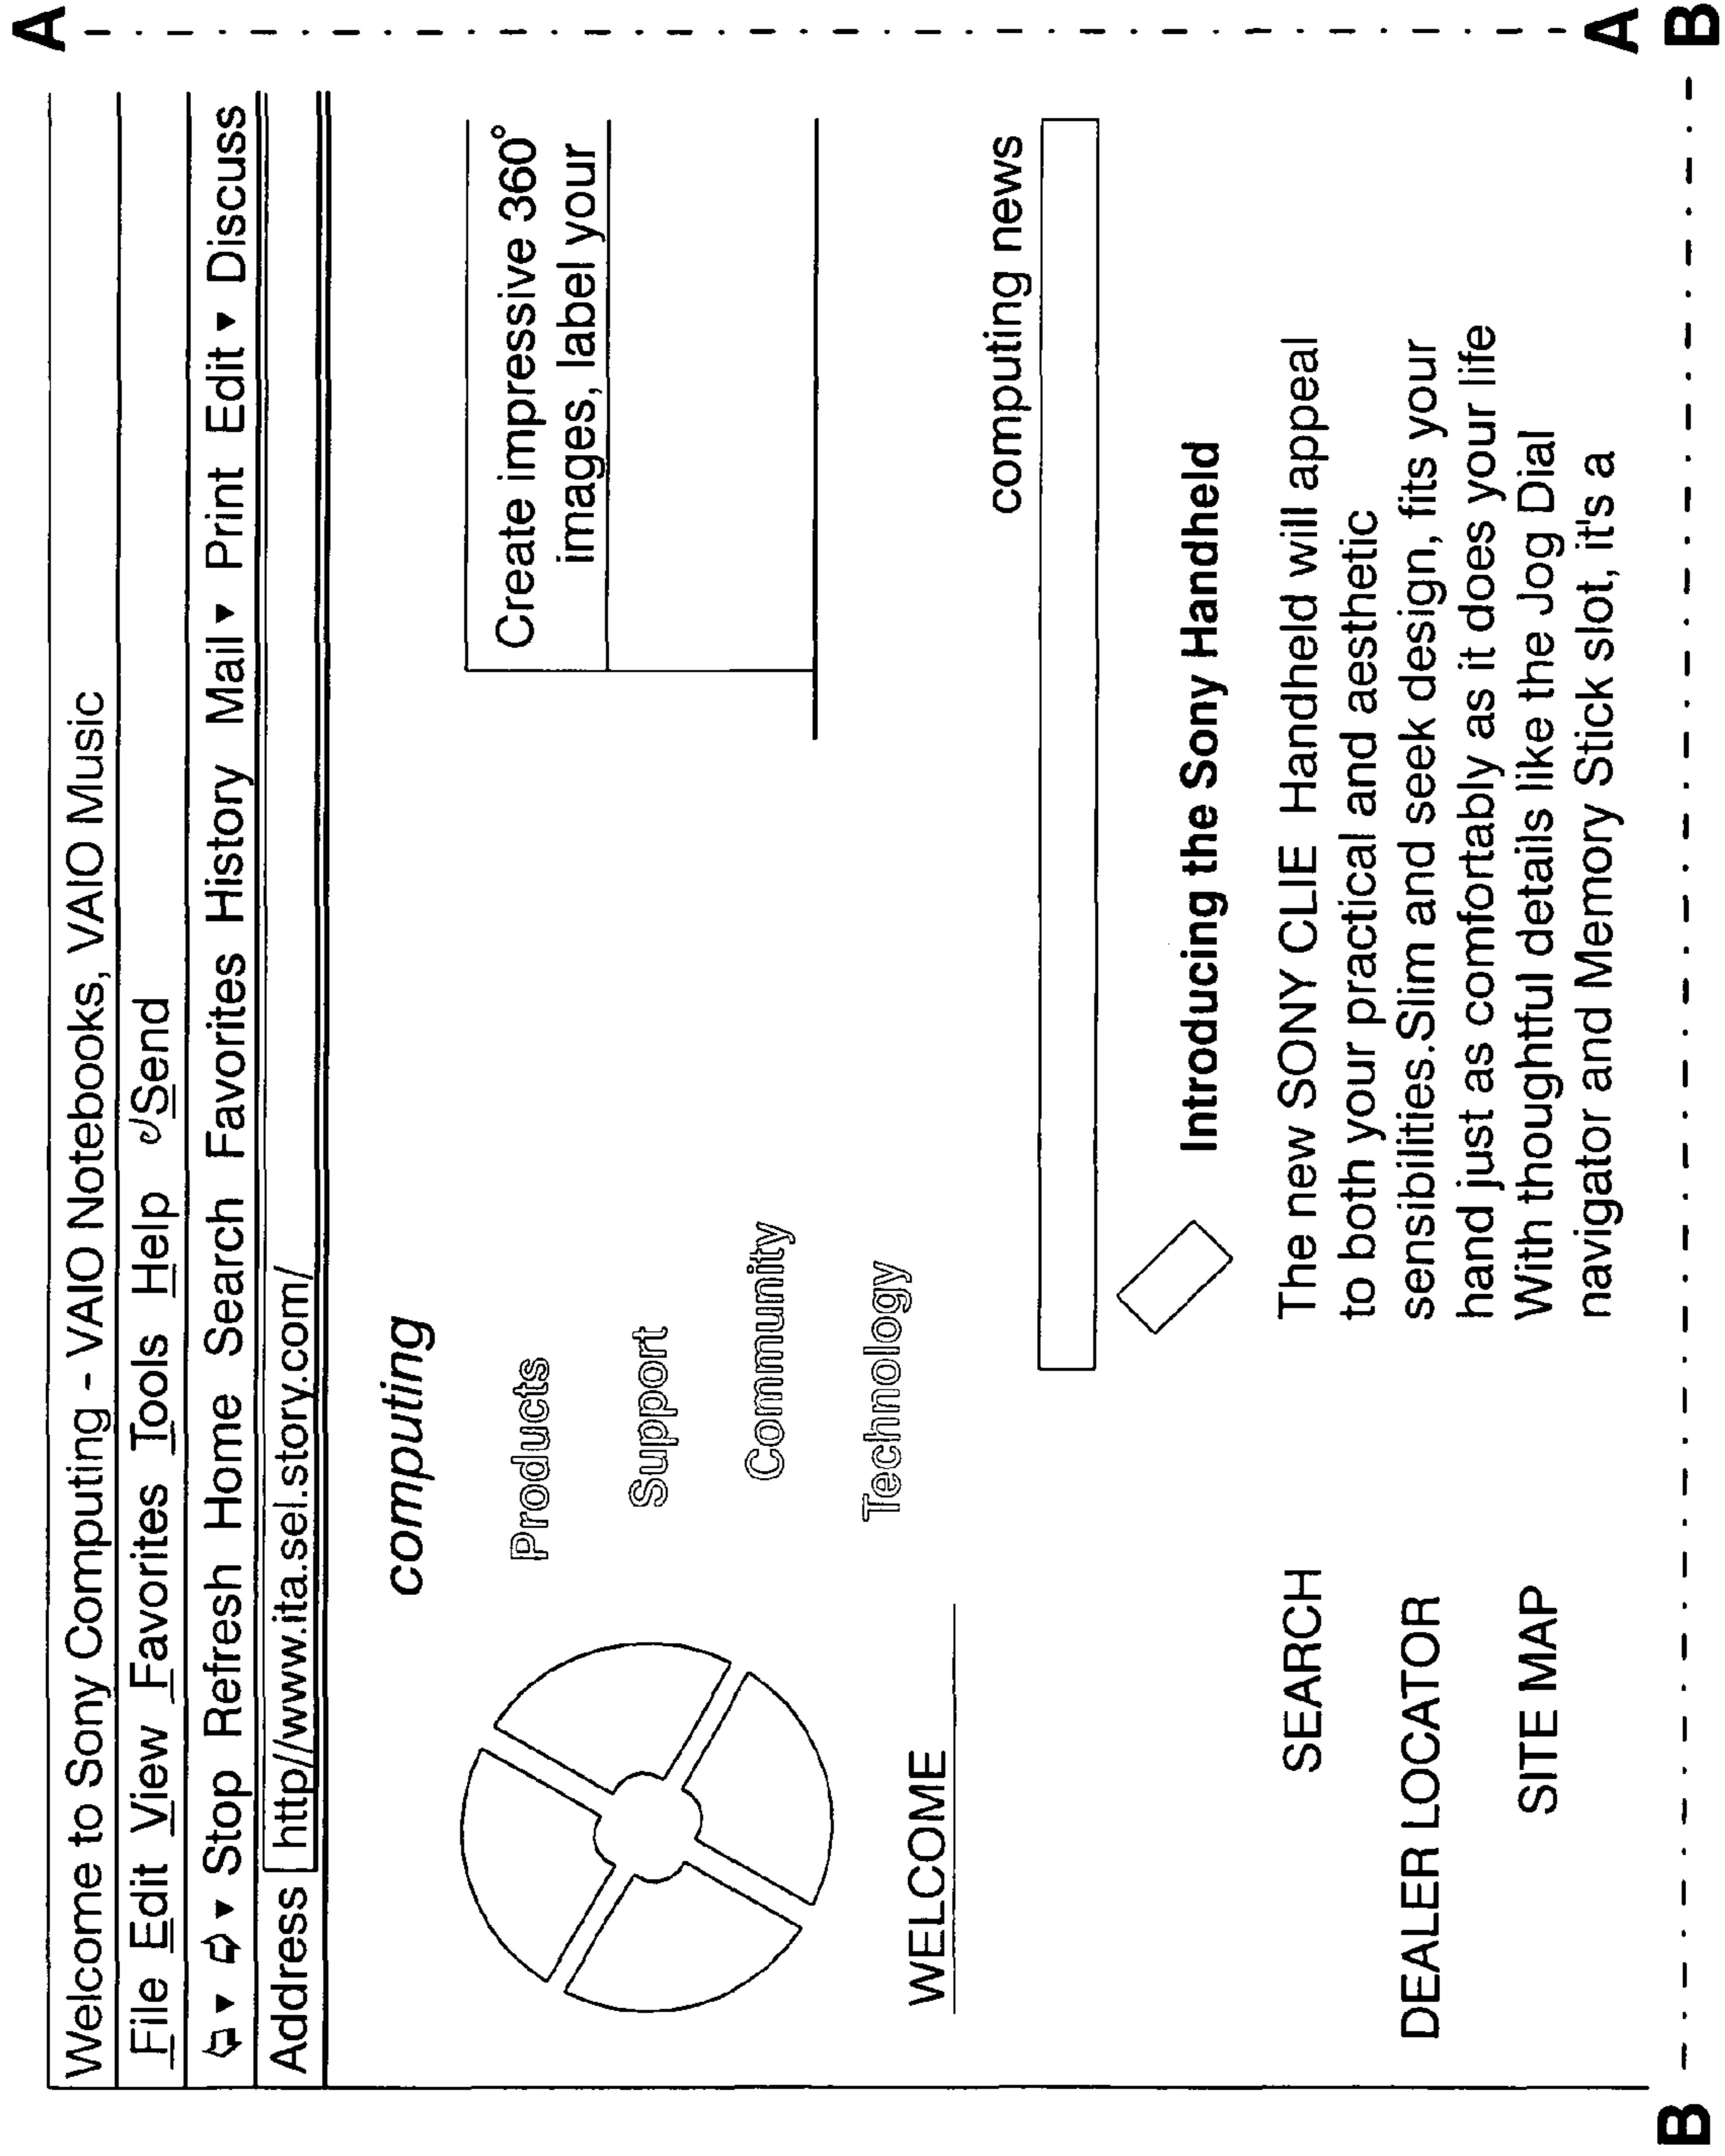 A
Welcome to Sony Computing - VAIO Notebooks, VAIO Music
File Edit View Favorites Tools Help Send
Stop Refresh Home Search Favorites History Mail Print Edit Discuss
Address http//www.ita.sel.story.com/
computing
Products
Support
Community
Technology
Create impressive 360°
images, label your
WELCOME
computing news
Introducing the Sony Handheld
The new SONY CLIE Handheld will appeal
to both your practical and aesthetic
sensibilities.Slim and seek design, fits your
hand just as comfortably as it does your life
With thoughtful details like the Jog Dial
navigator and Memory Stick slot, it's a
SEARCH
DEALER LOCATOR
SITE MAP
A
B B